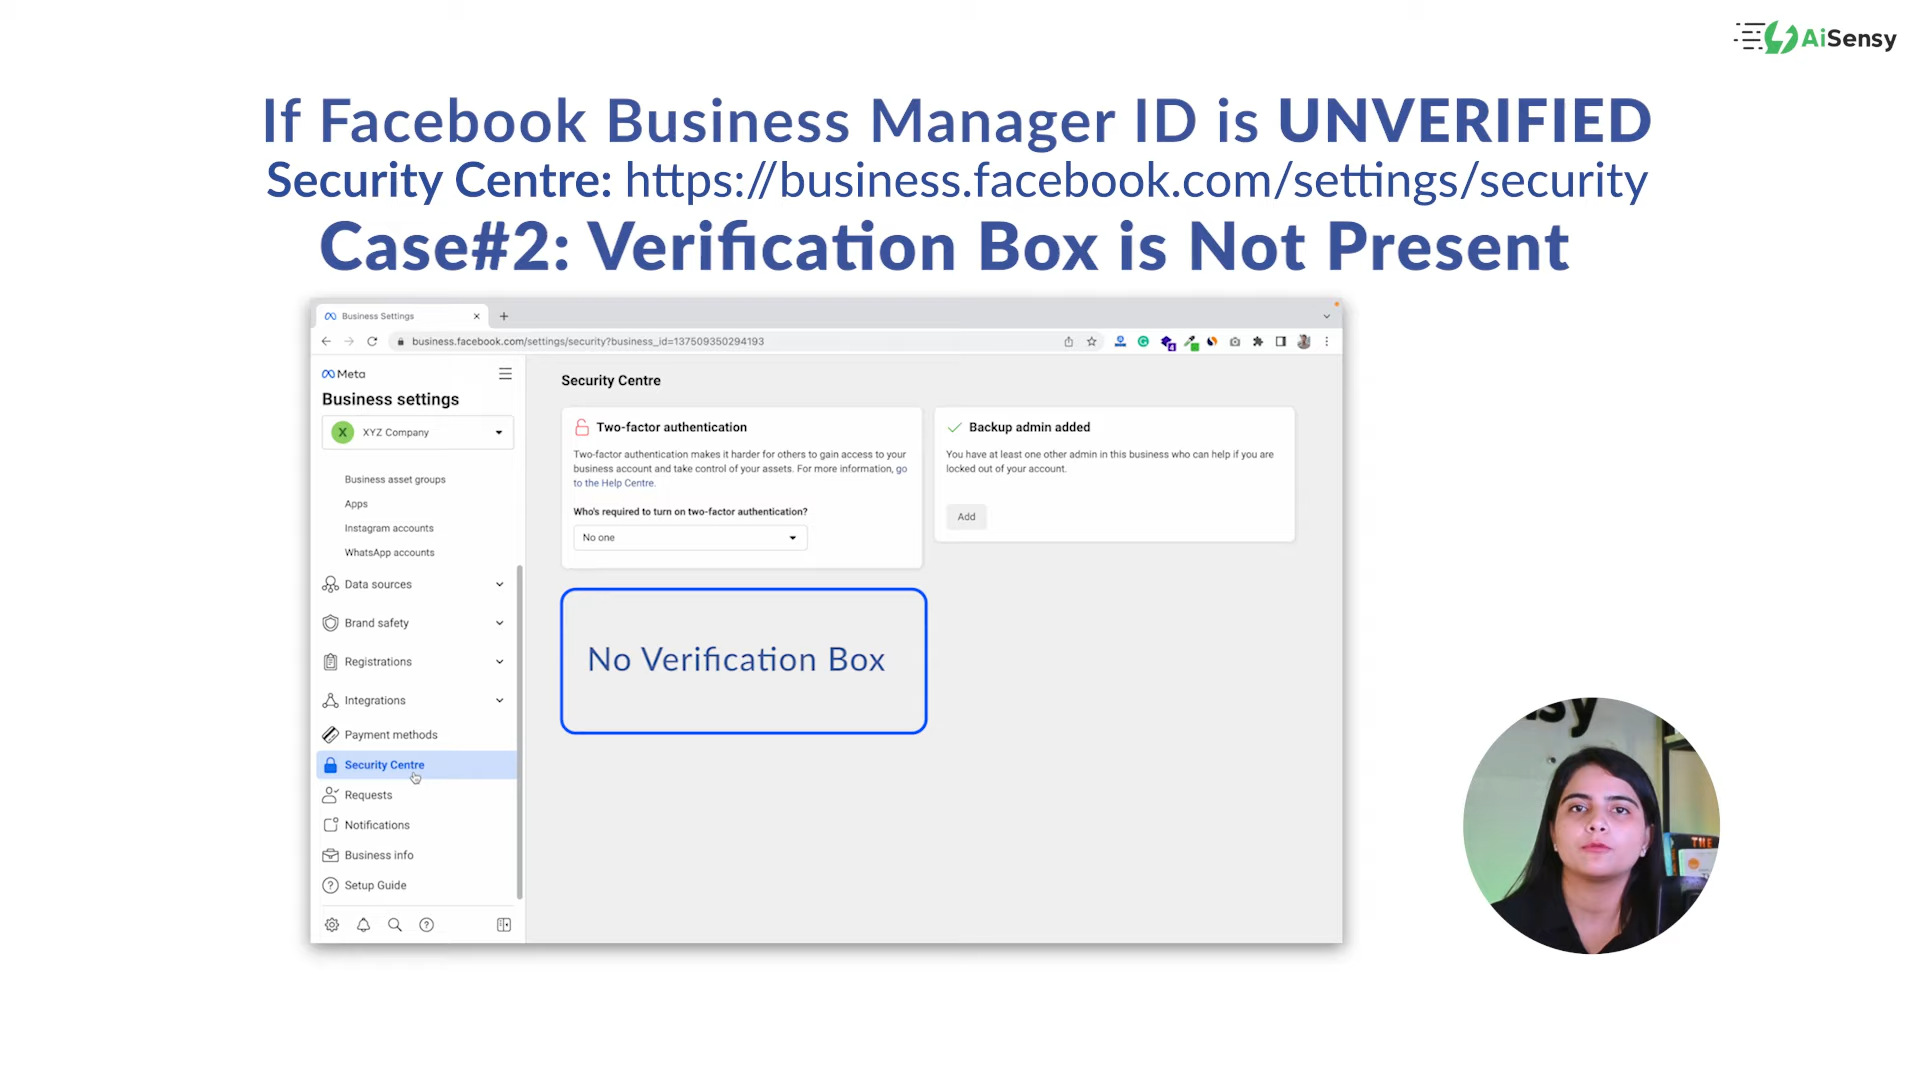 AiSensy
If Facebook Business Manager ID is UNVERIFIED
Security Centre: https://business.facebook.com/settings/security
Case#2: Verification Box is Not Present
Business Settings
business.facebook.com/settings/security?business_id=137509350294193
4
Meta
Business settings
X XYZ Company
Business asset groups
Apps
Instagram accounts
WhatsApp accounts
Data sources
Brand safety
Registrations
Integrations
Payment methods
Security Centre
Requests
Notifications
Business info
Setup Guide
Security Centre
Two-factor authentication
Two-factor authentication makes it harder for others to gain access to your
business account and take control of your assets. For more information, go
to the Help Centre.
Who's required to turn on two-factor authentication?
No one
Backup admin added
You have at least one other admin in this business who can help if you are
locked out of your account.
Add
No Verification Box
sy
THE